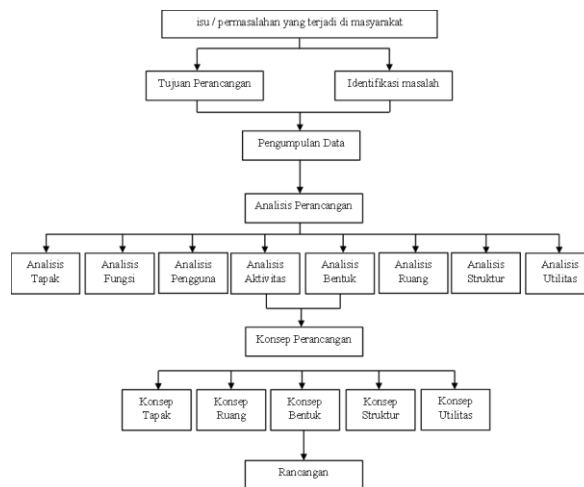 isu / permasalahan yang terjadi di masyarakat
Tujuan Perancangan
Identifikasi masalah
Pengumpulan Data
Analisis Perancangan
Analisis
Tapak
Analisis
Fungsi
Analisis
Pengguna
Analisis
Aktivitas
Analisis
Bentuk
Analisis
Ruang
Analisis
Struktur
Analisis
Utilitas
Konsep Perancangan
Konsep
Tapak
Konsep
Ruang
Konsep
Bentuk
Konsep
Struktur
Konsep
Utilitas
Rancangan